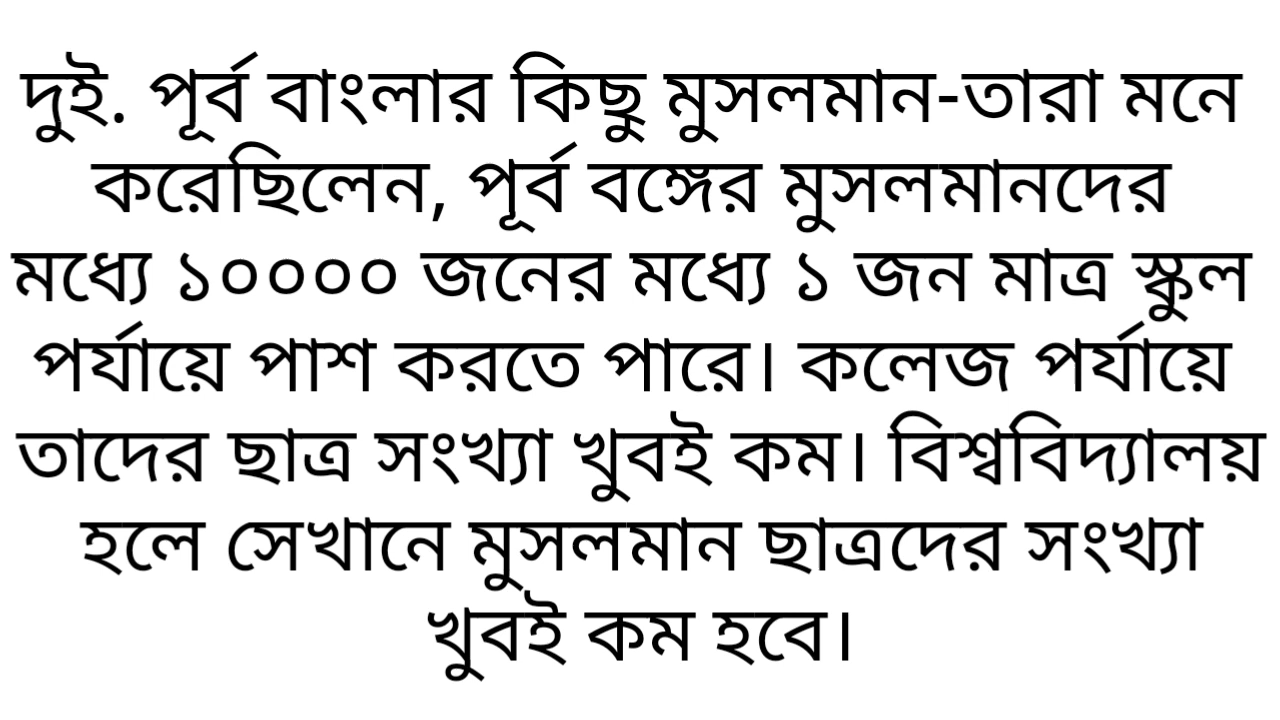 দুই. পূর্ব বাংলার কিছু মুসলমান-তারা মনে
করেছিলেন, পূর্ব বঙ্গের মুসলমানদের
মধ্যে ১০০০০ জনের মধ্যে ১ জন মাত্র স্কুল
পর্যায়ে পাশ করতে পারে। কলেজ পর্যায়ে
তাদের ছাত্র সংখ্যা খুবই কম। বিশ্ববিদ্যালয়
হলে সেখানে মুসলমান ছাত্রদের সংখ্যা
খুবই কম হবে।